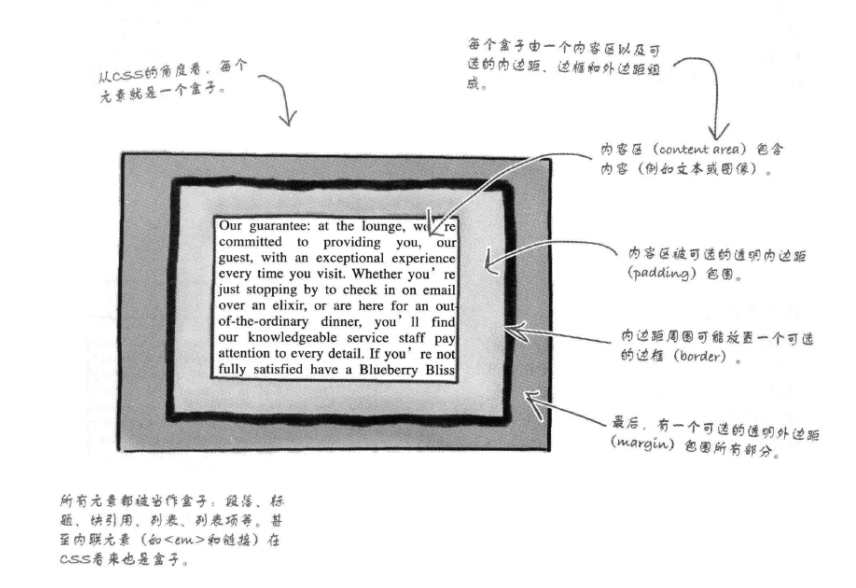 从CSS的角度看，每个
元素就是一个盒子。
每个盒子由一个内容区以及可
选的内边距、边框和外边距组
成。
内容区（content area）包含
内容（例如文本或图像）。
Our guarantee: at the lounge, we’re
committed to providing you, our
guest, with an exceptional experience
every time you visit. Whether you’re
just stopping by to check in on email
over an elixir, or are here for an out-
of-the-ordinary dinner, you’ll find
our knowledgeable service staff pay
attention to every detail. If you’re not
fully satisfied have a Blueberry Bliss
内容区被可选的透明内边距
（padding）包围。
内边距周围可能放置一个可选
的边框（border）。
最后，有一个可选的透明外边距
（margin）包围所有部分。
所有元素都被当作盒子：段落、标
题、块引用、列表、列表项等。甚
至内联元素（如<em>和链接）在
CSS看来也是盒子。